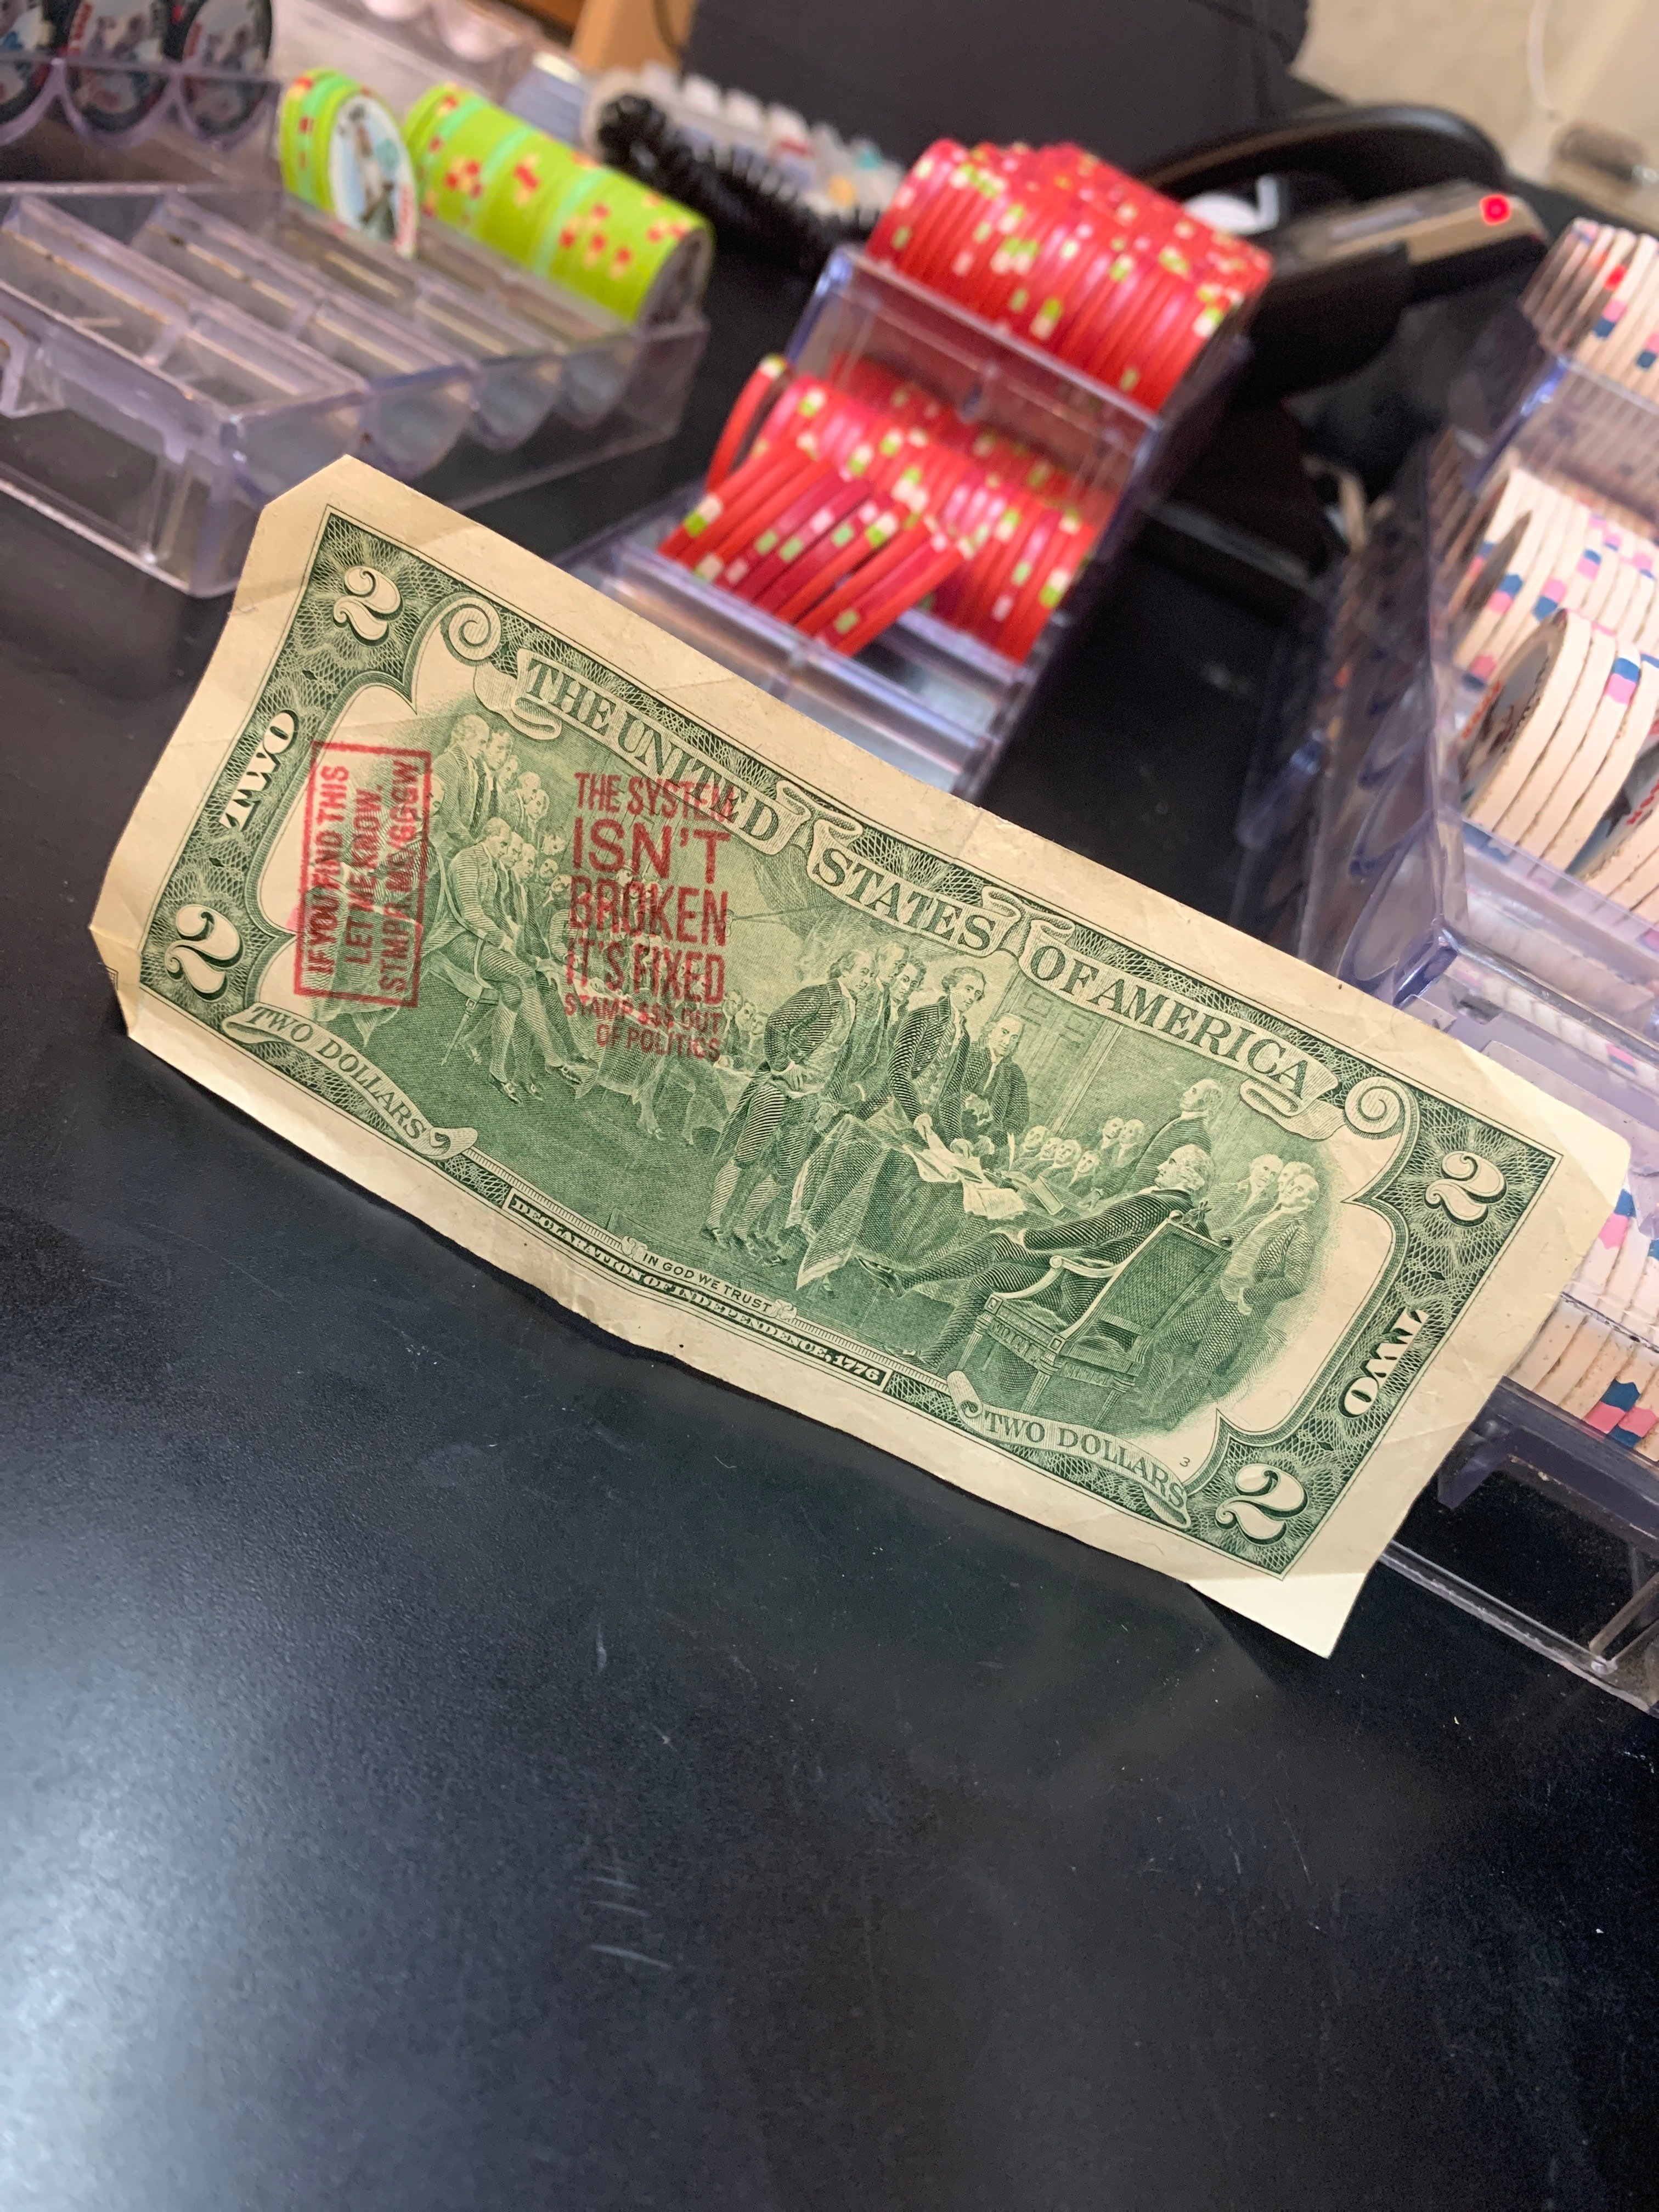 2
THE UNITED STATES OF AMERICA
2
TWO
IF YOU FIND THIS
LET ME KNOW.
THE SYSTEM
ISN'T
BROKEN
IT'S FIXED
STAMP $$$ OUT
OF POLITICS
TWO
2
TWO DOLLARS
IN GOD WE TRUST
DECLARATION OF INDEPENDENCE, 1776
TWO DOLLARS
3
2